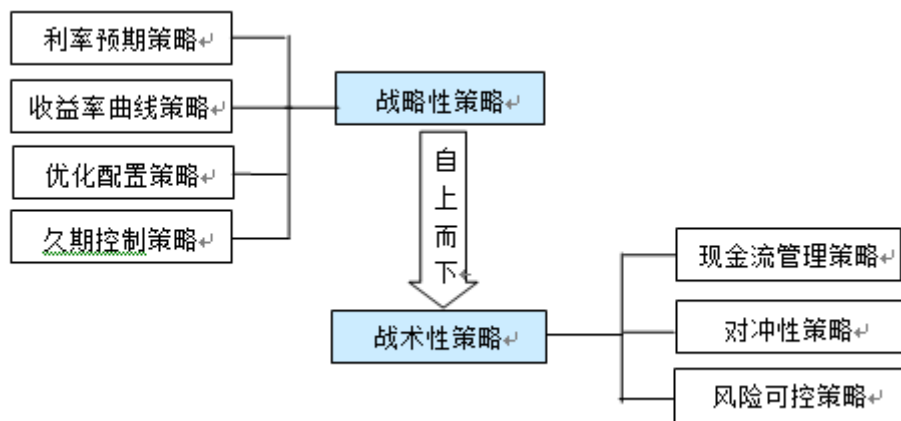 利率预期策略
收益率曲线策略
优化配置策略
久期控制策略
战略性策略
自上而下
战术性策略
现金流管理策略
对冲性策略
风险可控策略